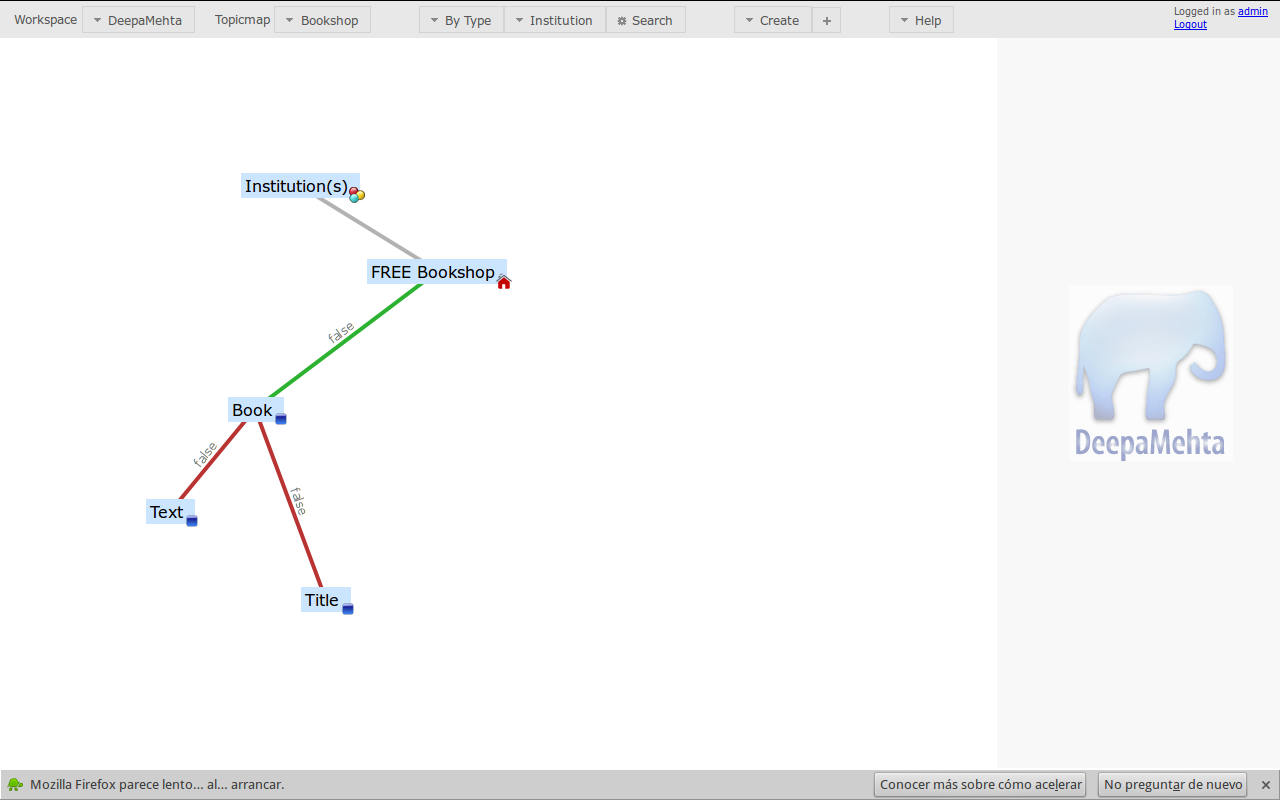 Workspace DeepaMehta Topicmap Bookshop By Type Institution Search Create + Help Logged in as admin
Logout
Institution(s)
FREE Bookshop
false
Book
false
false
Text
Title
DeepaMehta
Mozilla Firefox parece lento... al... arrancar. Conocer más sobre cómo acelerar No preguntar de nuevo ×